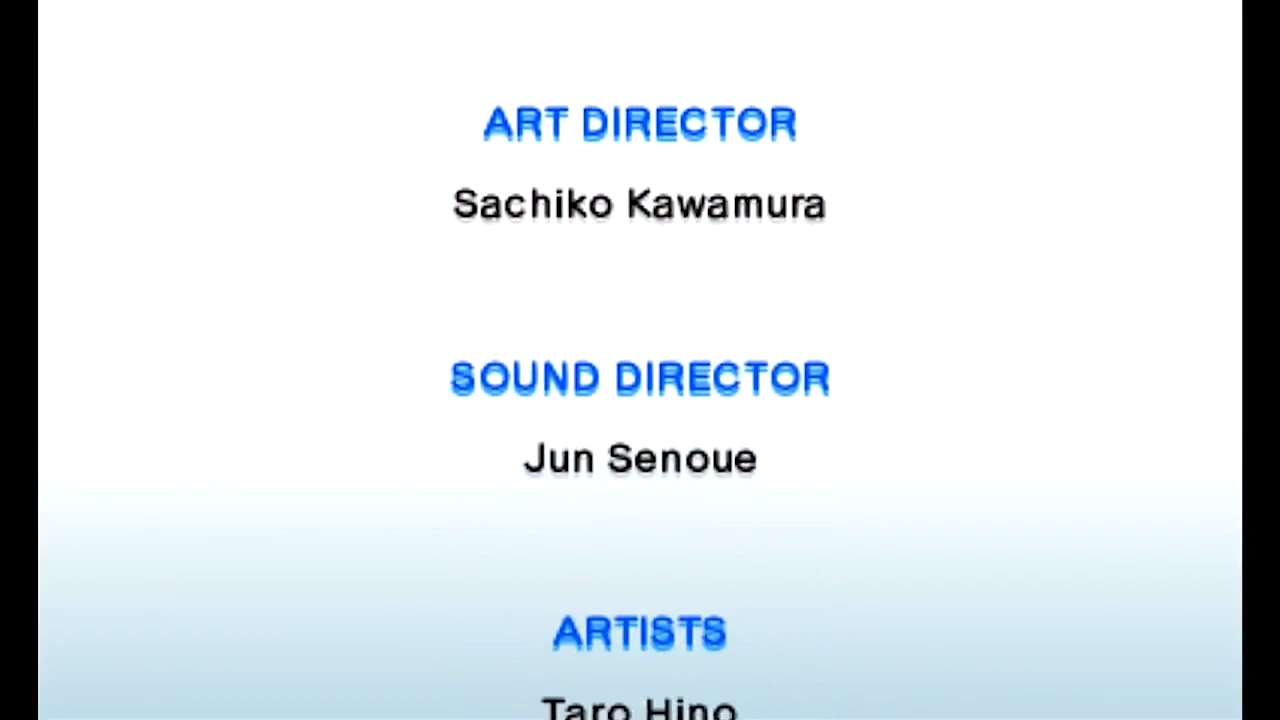 ART DIRECTOR
Sachiko Kawamura
SOUND DIRECTOR
Jun Senoue
ARTISTS
Taro Hino